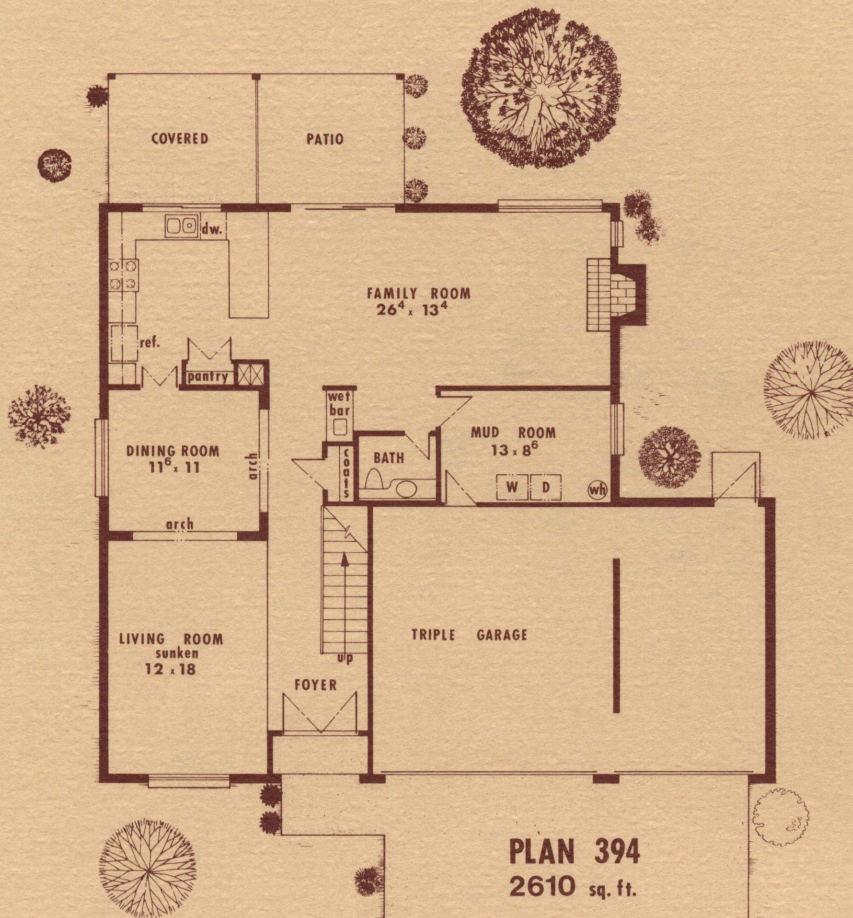 COVERED
PATIO
dw.
FAMILY ROOM
26⁴ x 13⁴
ref.
pantry
wet
bar
MUD ROOM
13 x 8⁶
DINING ROOM
11⁶ x 11
arch
coats
BATH
W
D
wh
arch
LIVING ROOM
sunken
12 x 18
TRIPLE GARAGE
up
FOYER
PLAN 394
2610 sq. ft.